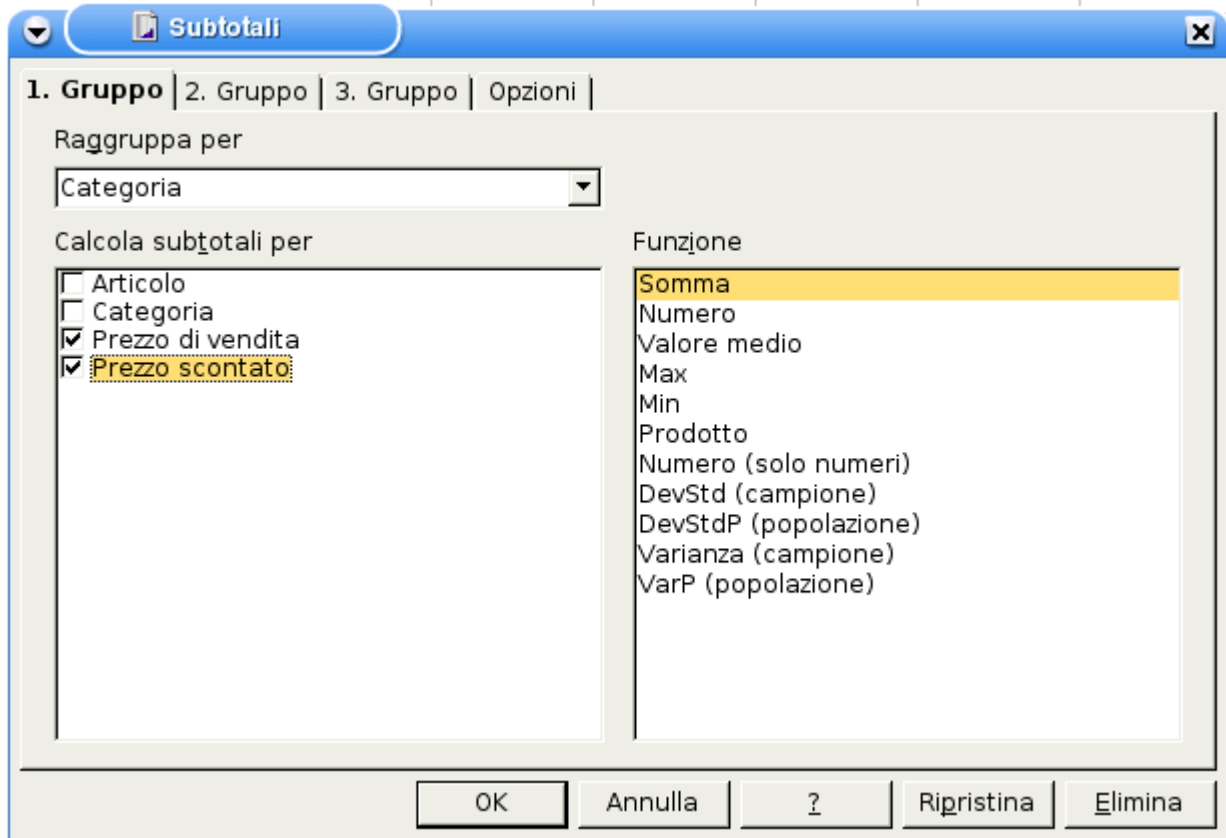 Subtotali
1. Gruppo 2. Gruppo 3. Gruppo Opzioni
Raggruppa per
Categoria
Calcola subtotali per
Articolo
Categoria
Prezzo di vendita
Prezzo scontato
Funzione
Somma
Numero
Valore medio
Max
Min
Prodotto
Numero (solo numeri)
DevStd (campione)
DevStdP (popolazione)
Varianza (campione)
VarP (popolazione)
OK Annulla ? Ripristina Elimina